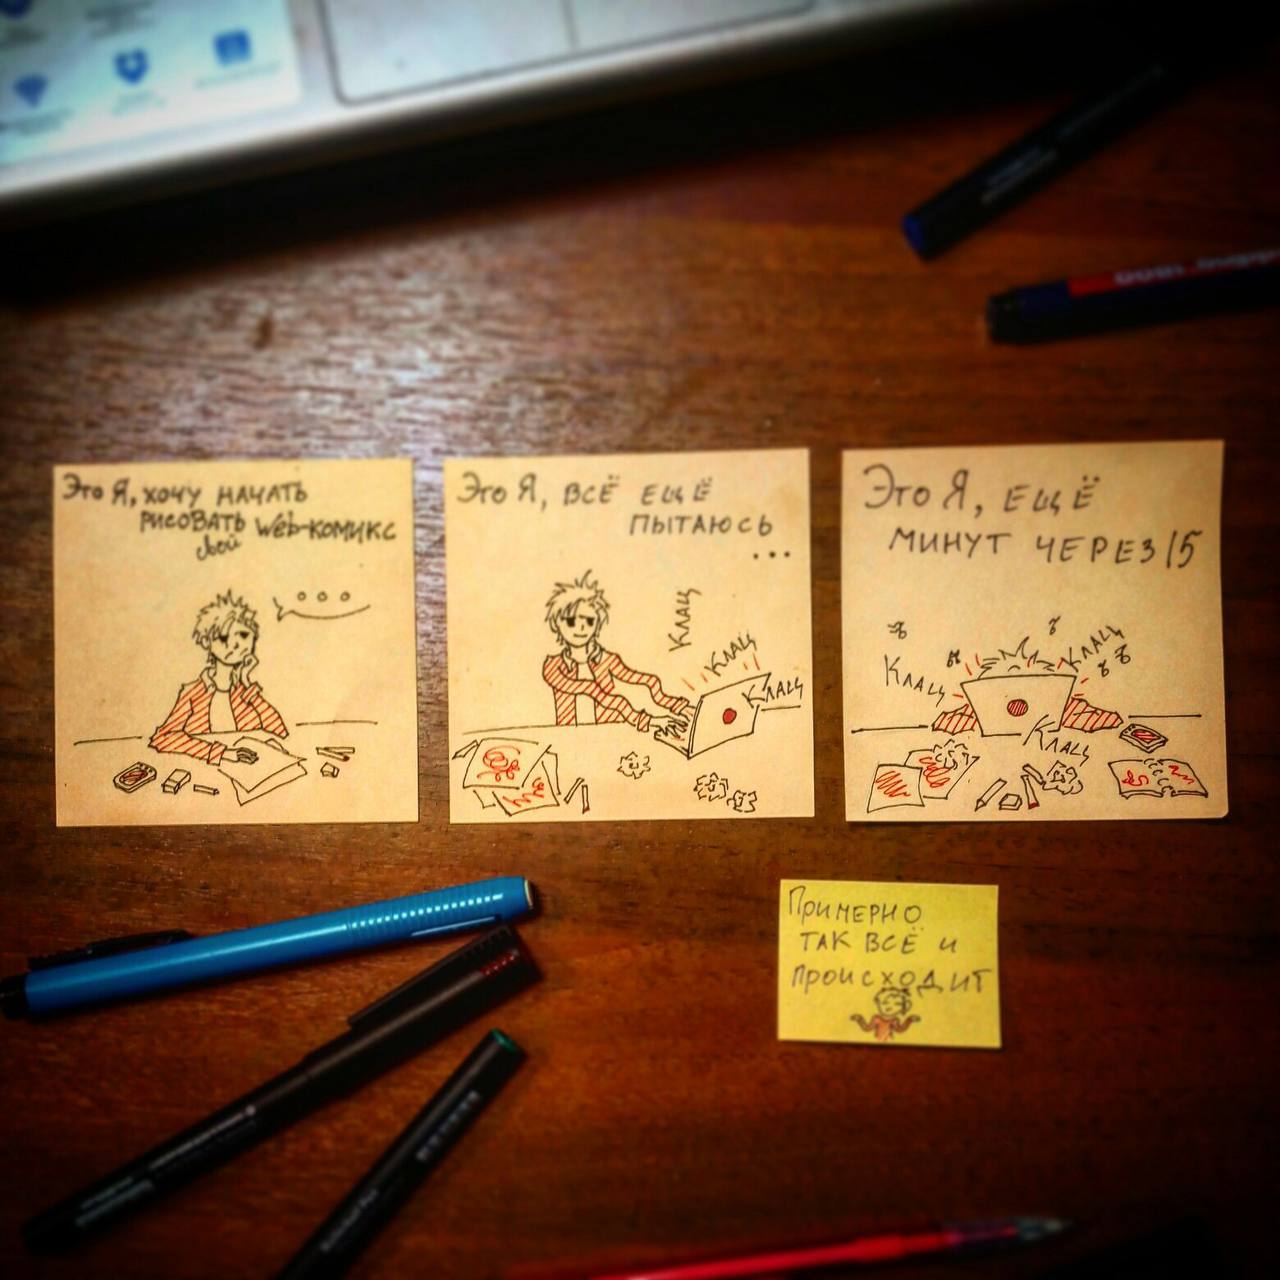 Это Я, хочу начать
рисовать web-комикс
свой
Это Я, всё ещё
пытаюсь
...
Клац
Клац
Клац
Это Я, ещё
минут через 15
Клац
Клац
Клац
Примерно
так всё и
происходит